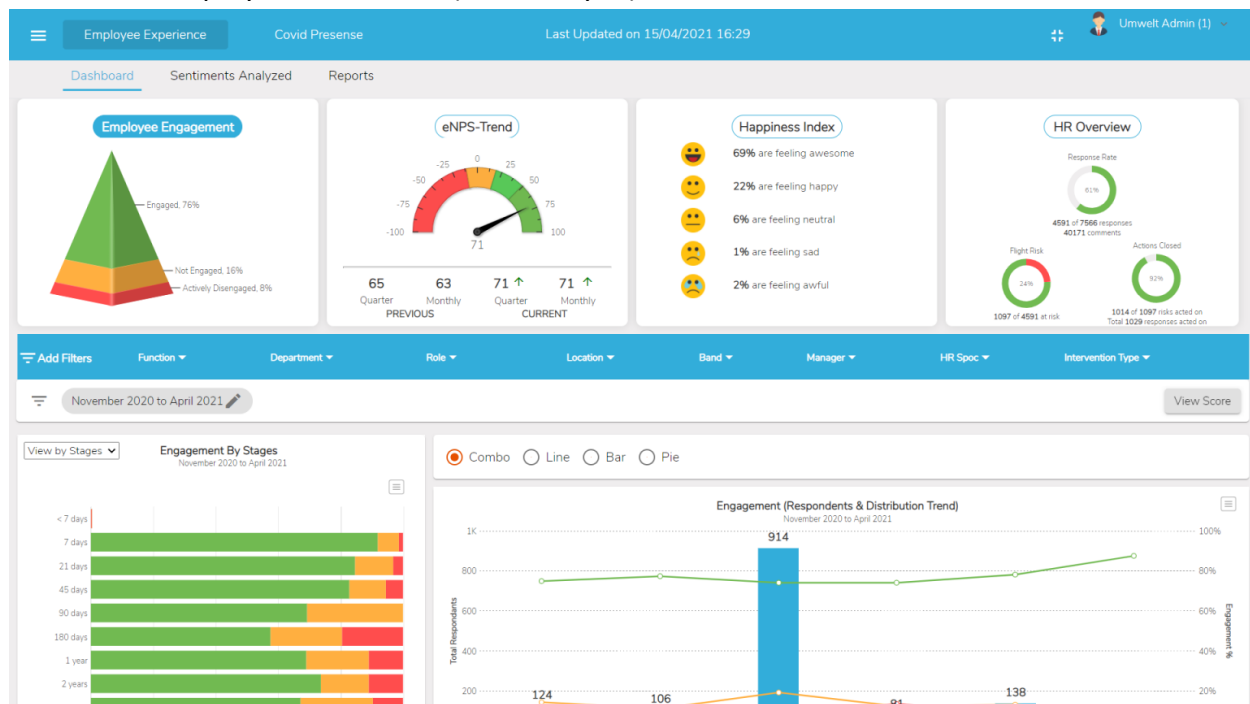 Employee Experience Covid Presense Last Updated on 15/04/2021 16:29 Umwelt Admin (1)
Dashboard Sentiments Analyzed Reports
Employee Engagement
Engaged, 76%
Not Engaged, 16%
Actively Disengaged, 8%
eNPS-Trend
-100
-75
-50
-25
0
25
50
75
100
71
65 63 71 ↑ 71 ↑
Quarter Monthly Quarter Monthly
PREVIOUS CURRENT
Happiness Index
69% are feeling awesome
22% are feeling happy
6% are feeling neutral
1% are feeling sad
2% are feeling awful
HR Overview
Response Rate
61%
4591 of 7566 responses
40171 comments
Flight Risk
24%
1097 of 4591 at risk
Actions Closed
92%
1014 of 1097 risks acted on
Total 1029 responses acted on
Add Filters Function Department Role Location Band Manager HR Spoc Intervention Type
November 2020 to April 2021 View Score
View by Stages
Engagement By Stages
November 2020 to April 2021
< 7 days
7 days
21 days
45 days
90 days
180 days
1 year
2 years
Combo Line Bar Pie
Engagement (Respondents & Distribution Trend)
November 2020 to April 2021
1K
800
600
400
200
Total Respondants
124
106
914
81
138
100%
80%
60%
40%
20%
Engagement %